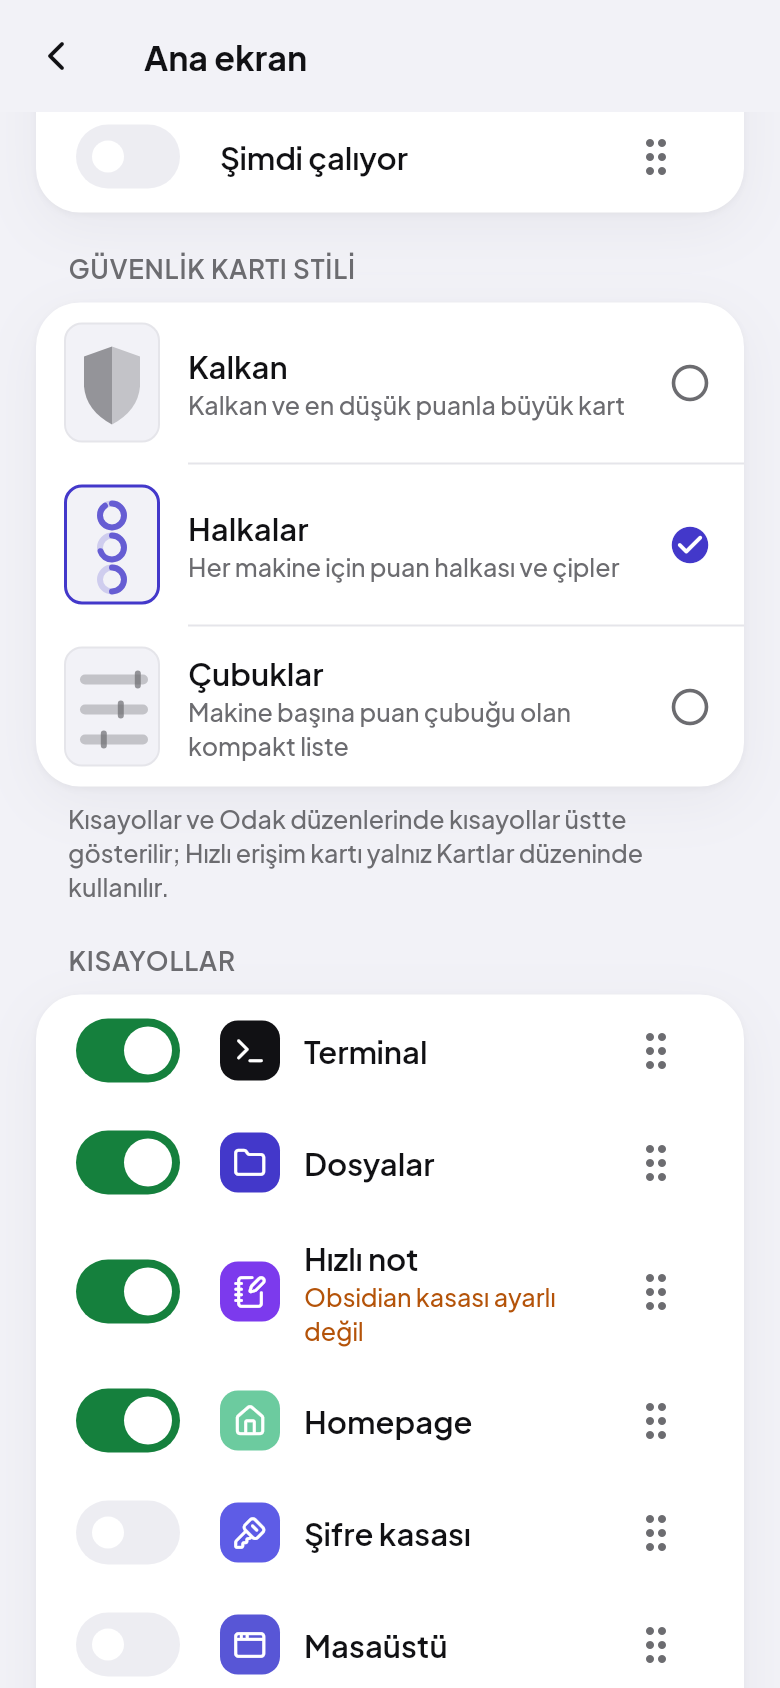 Ana ekran
Şimdi çalıyor
GÜVENLİK KARTI STİLİ
Kalkan
Kalkan ve en düşük puanla büyük kart
Halkalar
Her makine için puan halkası ve çipler
Çubuklar
Makine başına puan çubuğu olan
kompakt liste
Kısayollar ve Odak düzenlerinde kısayollar üstte
gösterilir; Hızlı erişim kartı yalnız Kartlar düzeninde
kullanılır.
KISAYOLLAR
Terminal
Dosyalar
Hızlı not
Obsidian kasası ayarlı
değil
Homepage
Şifre kasası
Masaüstü